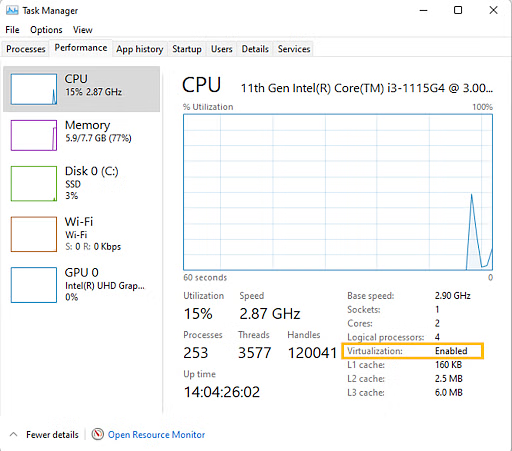 Task Manager
File Options View
Processes Performance App history Startup Users Details Services
CPU
15% 2.87 GHz
Memory
5.9/7.7 GB (77%)
Disk 0 (C:)
SSD
3%
Wi-Fi
Wi-Fi
S: 0 R: 0 Kbps
GPU 0
Intel(R) UHD Grap...
0%
CPU 11th Gen Intel(R) Core(TM) i3-1115G4 @ 3.00...
% Utilization 100%
60 seconds 0
Utilization Speed
15% 2.87 GHz
Processes Threads Handles
253 3577 120041
Up time
14:04:26:02
Base speed: 2.90 GHz
Sockets: 1
Cores: 2
Logical processors: 4
Virtualization: Enabled
L1 cache: 160 KB
L2 cache: 2.5 MB
L3 cache: 6.0 MB
Fewer details Open Resource Monitor